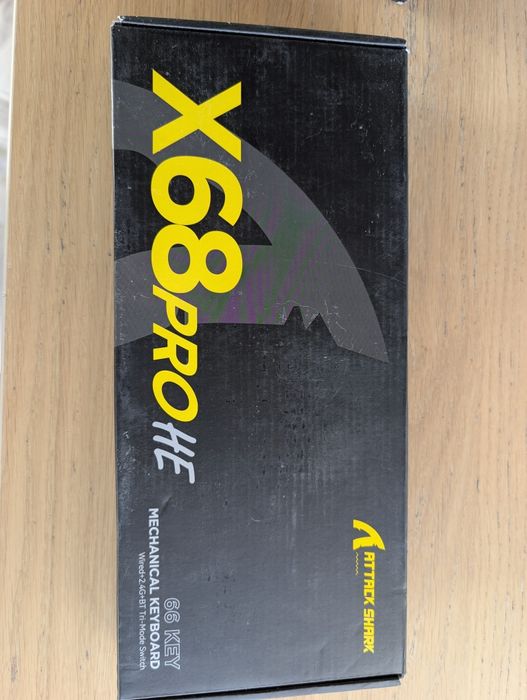 ATTACK SHARK
X68PRO HE
66 KEY
MECHANICAL KEYBOARD
Wired+2.4G+BT Tri-Mode Switch